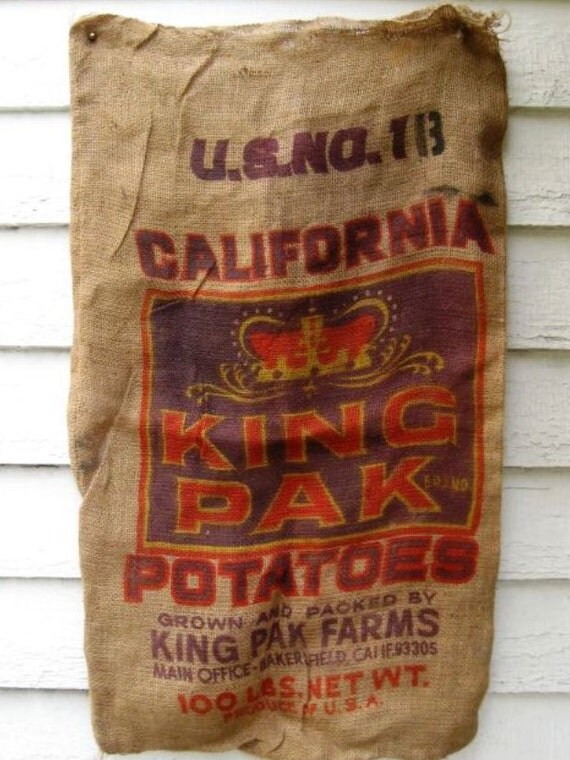 U.S.NO.1B
CALIFORNIA
KING
PAK BRAND
POTATOES
GROWN AND PACKED BY
KING PAK FARMS
MAIN OFFICE-BAKERSFIELD, CALIF. 93305
100 LBS. NET WT.
PRODUCE OF U.S.A.